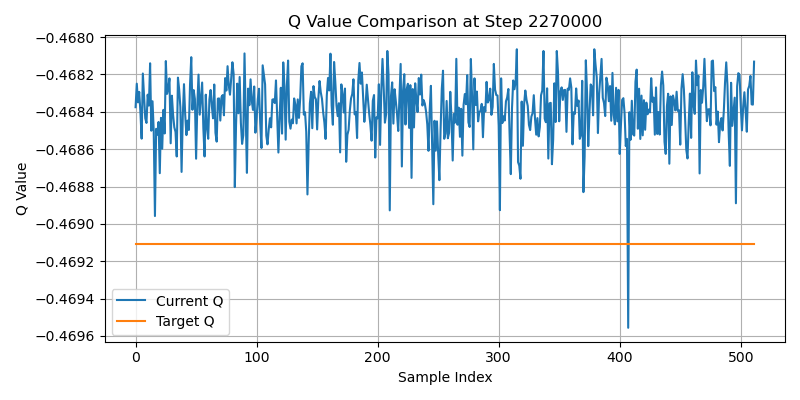 Q Value Comparison at Step 2270000
Q Value
−0.4680
−0.4682
−0.4684
−0.4686
−0.4688
−0.4690
−0.4692
−0.4694
−0.4696
Current Q
Target Q
0 100 200 300 400 500
Sample Index